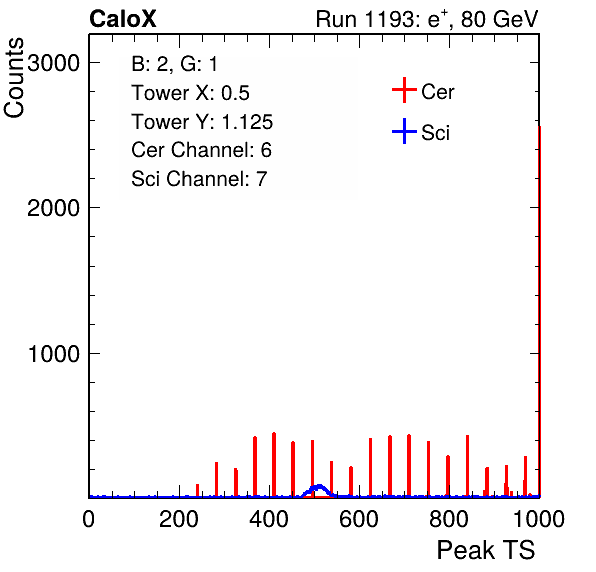 CaloX
Run 1193: e+, 80 GeV
Counts
3000
2000
1000
B: 2, G: 1
Tower X: 0.5
Tower Y: 1.125
Cer Channel: 6
Sci Channel: 7
Cer
Sci
0 200 400 600 800 1000
Peak TS